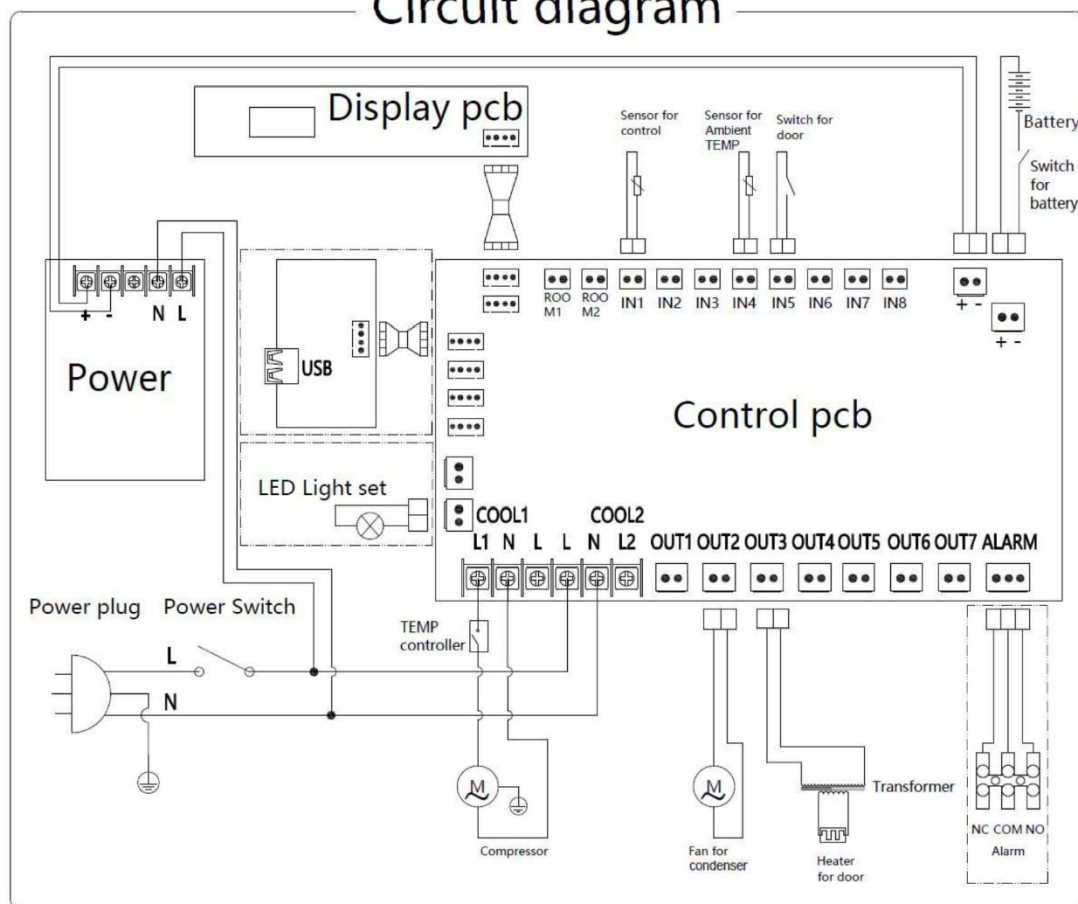 Circuit diagram
Display pcb
Sensor for
control
Sensor for
Ambient
TEMP
Switch for
door
Battery
Switch
for
battery
+ - N L
Power
USB
ROO
M1
ROO
M2
IN1 IN2 IN3 IN4 IN5 IN6 IN7 IN8
+ -
+ -
Control pcb
LED Light set
COOL1 COOL2
L1 N L L N L2 OUT1 OUT2 OUT3 OUT4 OUT5 OUT6 OUT7 ALARM
Power plug Power Switch
TEMP
controller
L
N
M
M
Transformer
Compressor
Fan for
condenser
Heater
for door
NC COM NO
Alarm